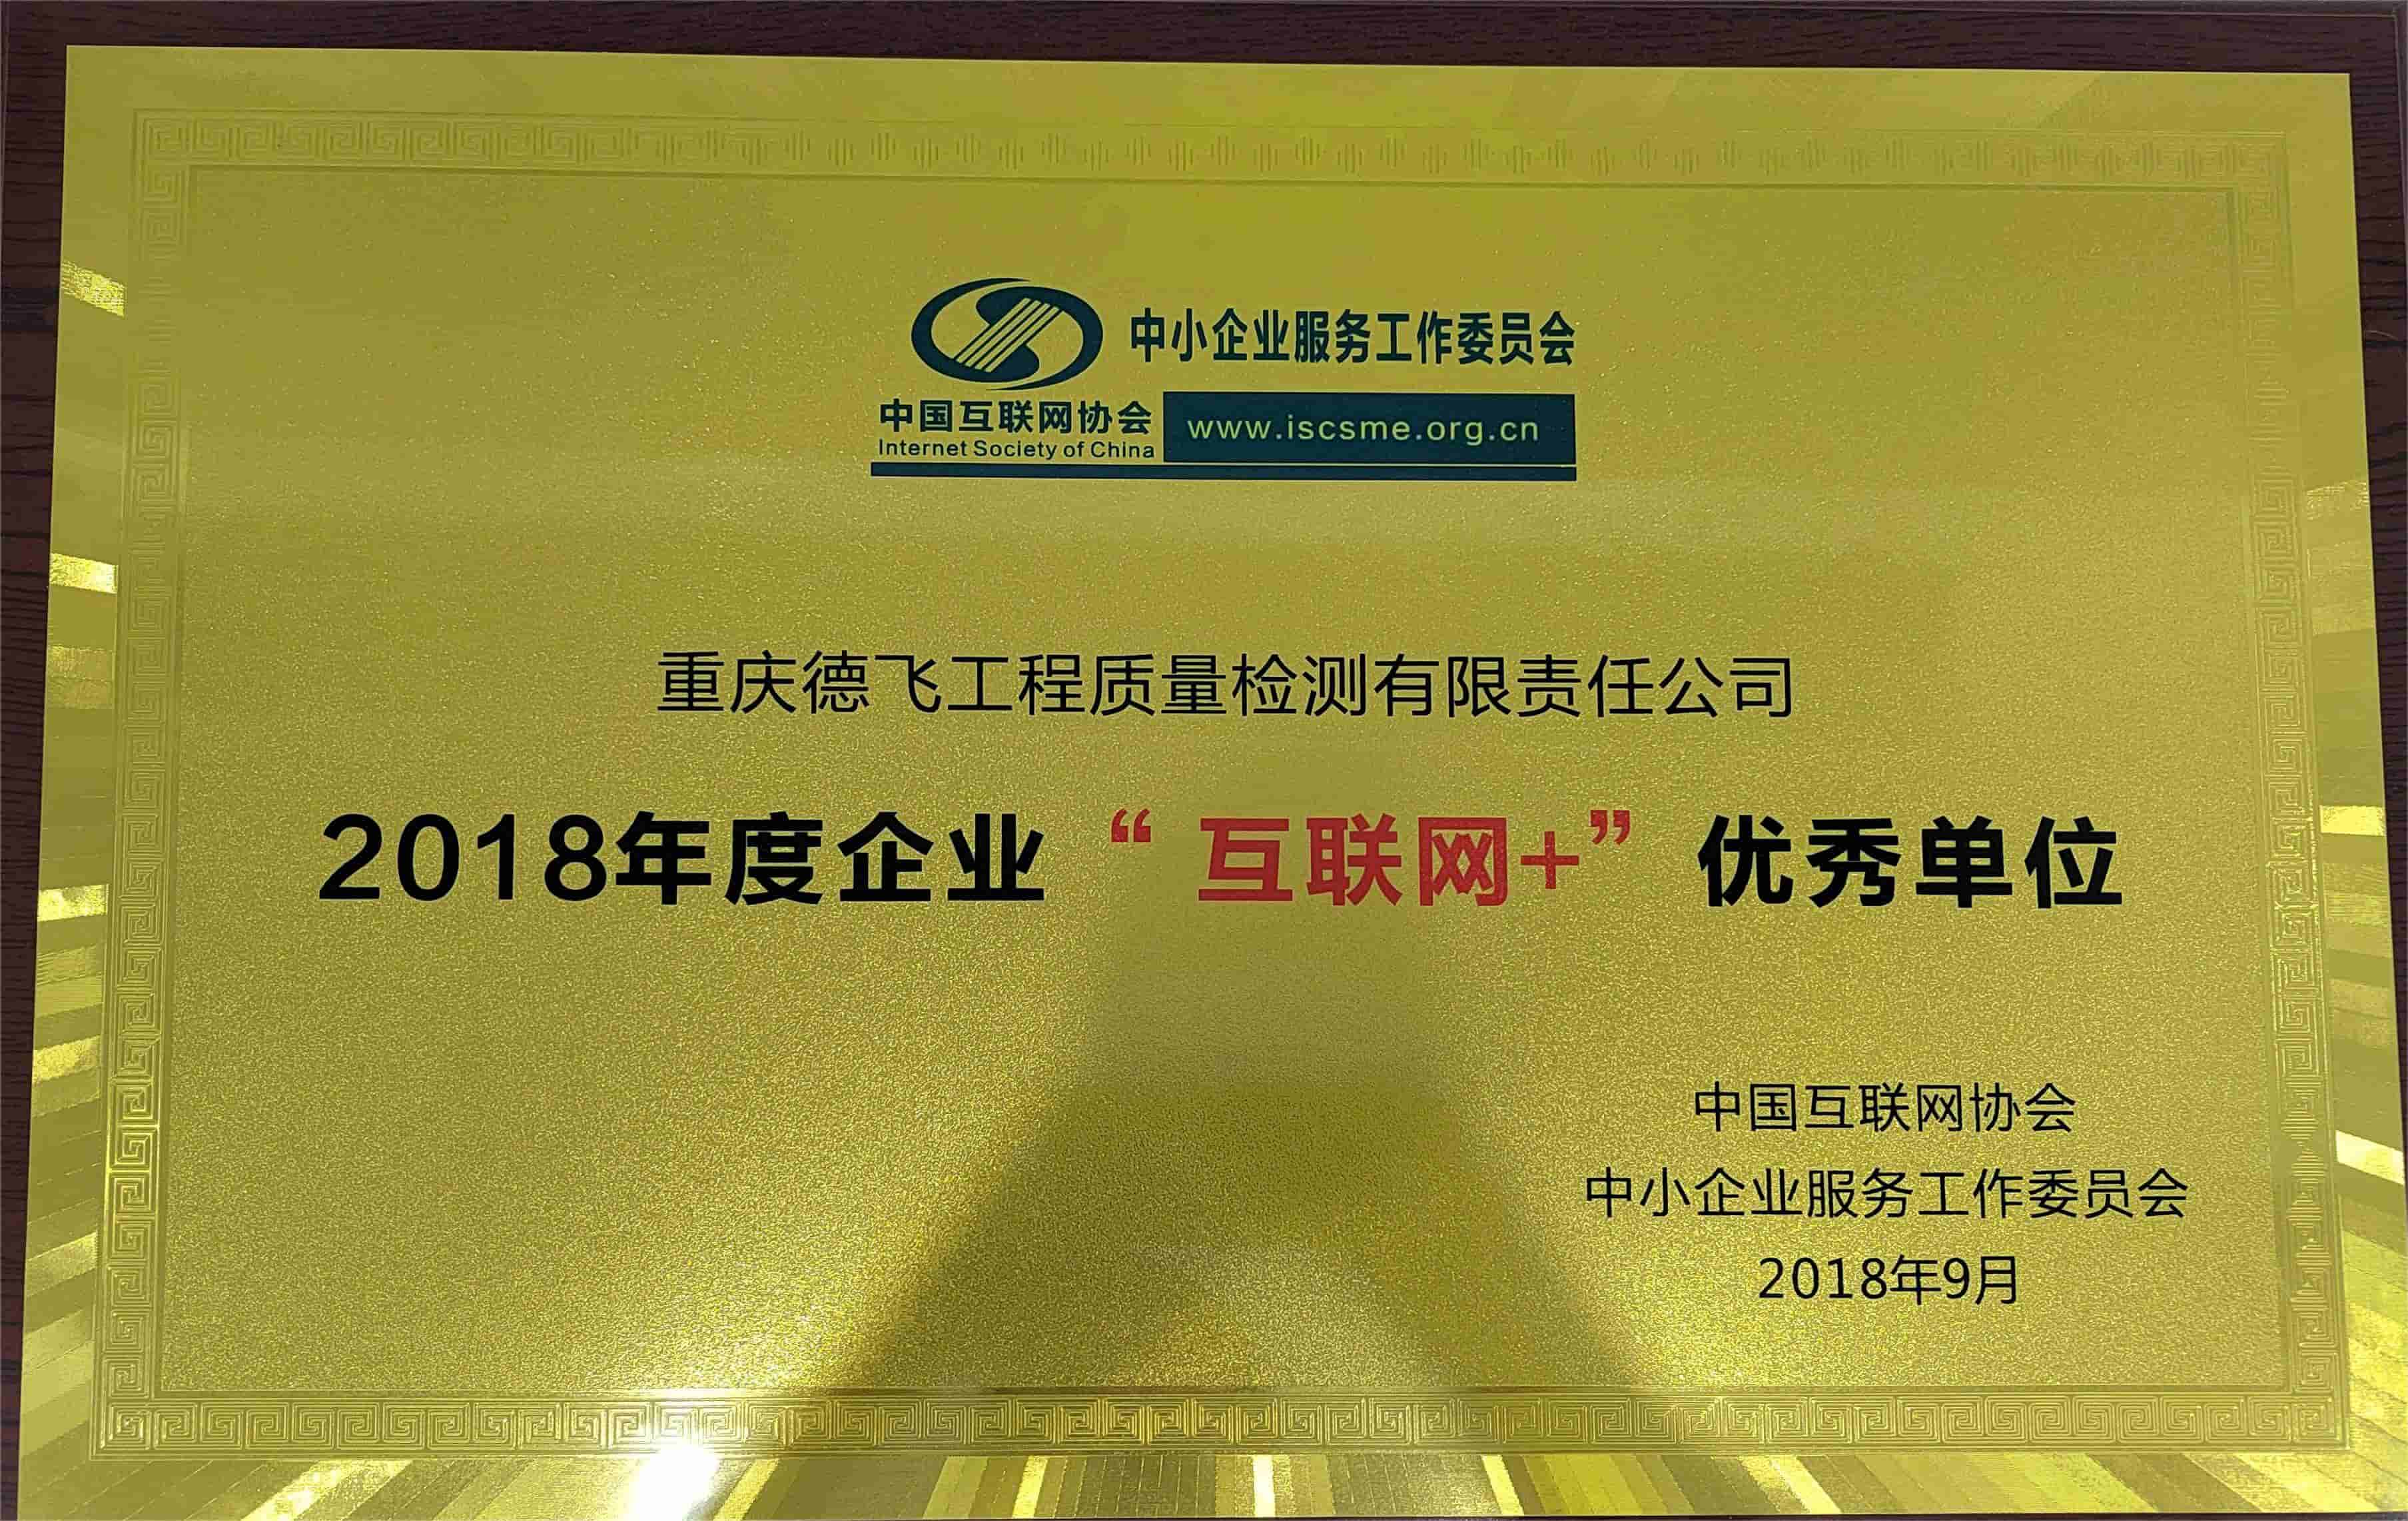 中小企业服务工作委员会
中国互联网协会
Internet Society of China
www.iscsme.org.cn
重庆德飞工程质量检测有限责任公司
2018年度企业“互联网+”优秀单位
中国互联网协会
中小企业服务工作委员会
2018年9月